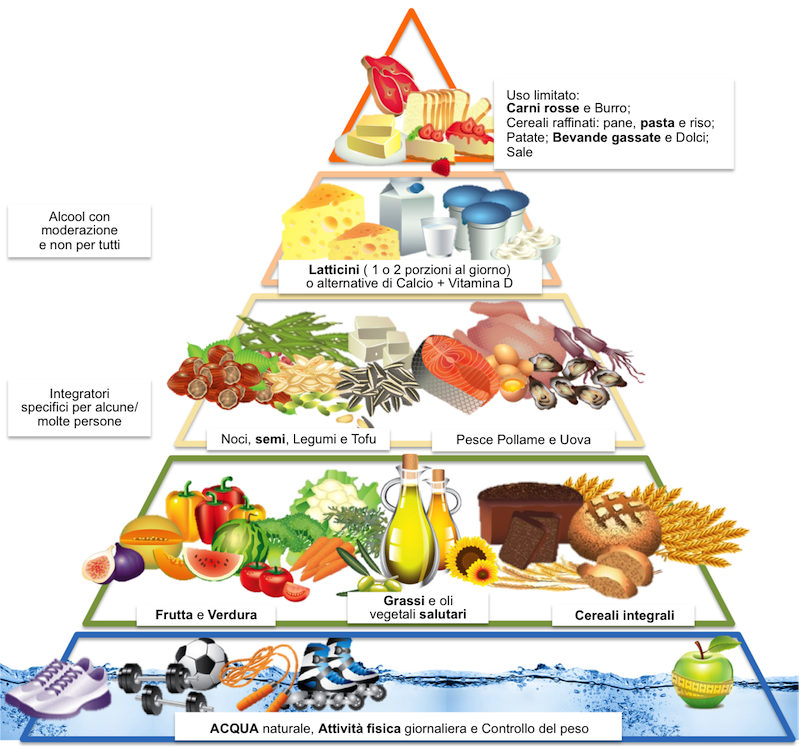 Uso limitato:
Carni rosse e Burro;
Cereali raffinati: pane, pasta e riso;
Patate; Bevande gassate e Dolci;
Sale
Alcool con
moderazione
e non per tutti
Latticini ( 1 o 2 porzioni al giorno)
o alternative di Calcio + Vitamina D
Integratori
specifici per alcune/
molte persone
Noci, semi, Legumi e Tofu
Pesce Pollame e Uova
Frutta e Verdura
Grassi e oli
vegetali salutari
Cereali integrali
ACQUA naturale, Attività fisica giornaliera e Controllo del peso